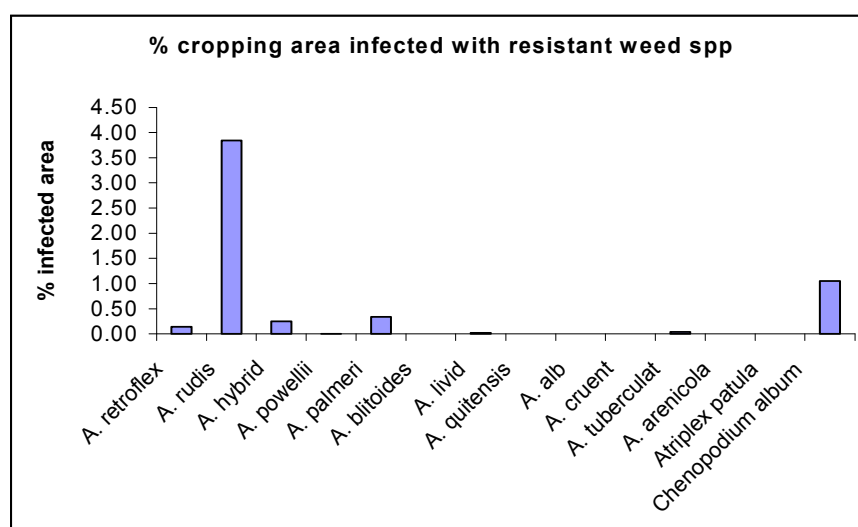 % cropping area infected with resistant weed spp
% infected area
4.50
4.00
3.50
3.00
2.50
2.00
1.50
1.00
0.50
0.00
A. retroflex
A. rudis
A. hybrid
A. powellii
A. palmeri
A. blitoides
A. livid
A. quitensis
A. alb
A. cruent
A. tuberculat
A. arenicola
Atriplex patula
Chenopodium album